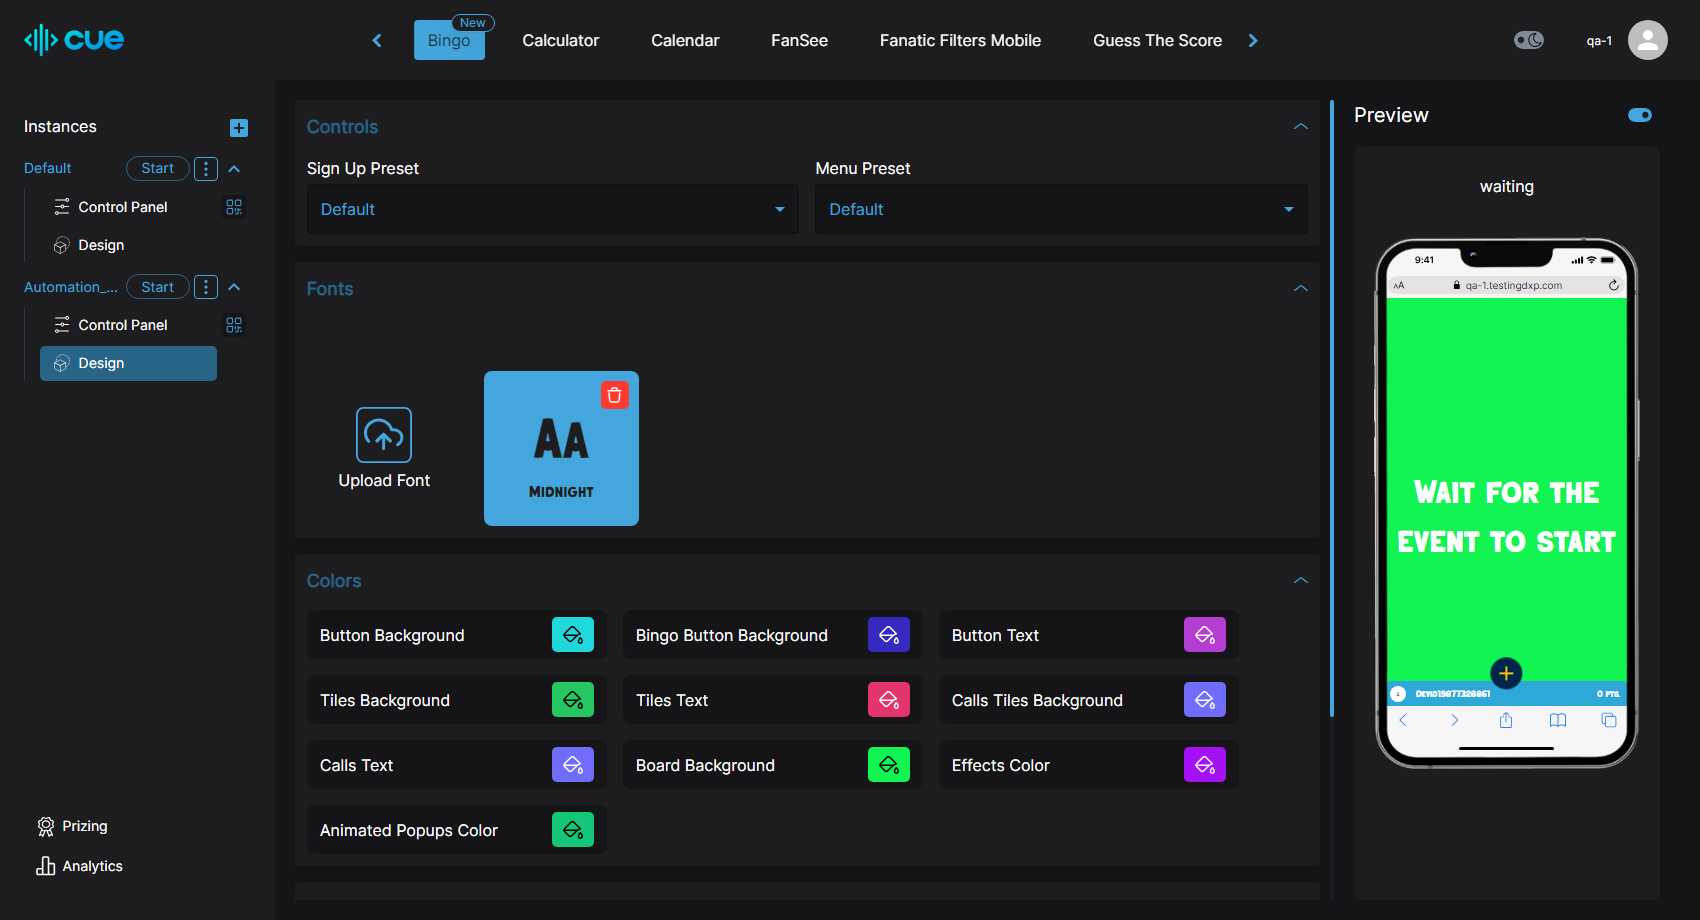 cue
New
Bingo
Calculator
Calendar
FanSee
Fanatic Filters Mobile
Guess The Score
qa-1
Instances
Default
Start
Control Panel
Design
Automation_...
Start
Control Panel
Design
Prizing
Analytics
Controls
Sign Up Preset
Menu Preset
Default
Default
Fonts
Upload Font
Aa
Midnight
Colors
Button Background
Bingo Button Background
Button Text
Tiles Background
Tiles Text
Calls Tiles Background
Calls Text
Board Background
Effects Color
Animated Popups Color
Preview
waiting
9:41
AA
qa-1.testingdxp.com
Wait for the
event to start
0 pts.